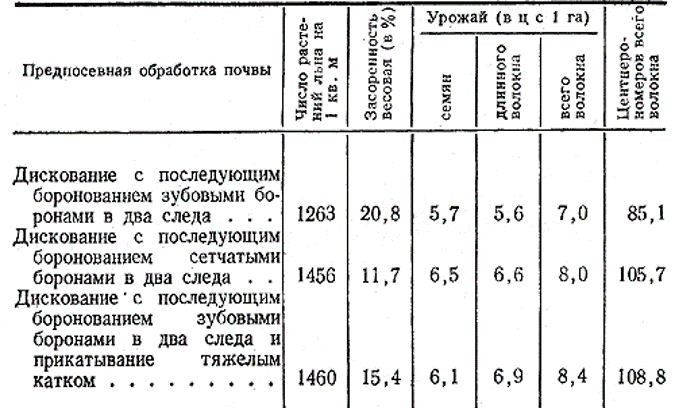 Предпосевная обработка почвы
Число расте-
ний льна на
1 кв. м
Засоренность
весовая (в %)
Урожай (в ц с 1 га)
семян
длинного
волокна
всего
волокна
Центнеро-
номеров всего
волокна
Дискование с последующим
боронованием зубовыми бо-
ронами в два следа . . . 1263 20,8 5,7 5,6 7,0 85,1
Дискование с последующим
боронованием сетчатыми
боронами в два следа . . 1456 11,7 6,5 6,6 8,0 105,7
Дискование с последующим
боронованием зубовыми
боронами в два следа и
прикатывание тяжелым
катком . . . . . . . . . 1460 15,4 6,1 6,9 8,4 108,8